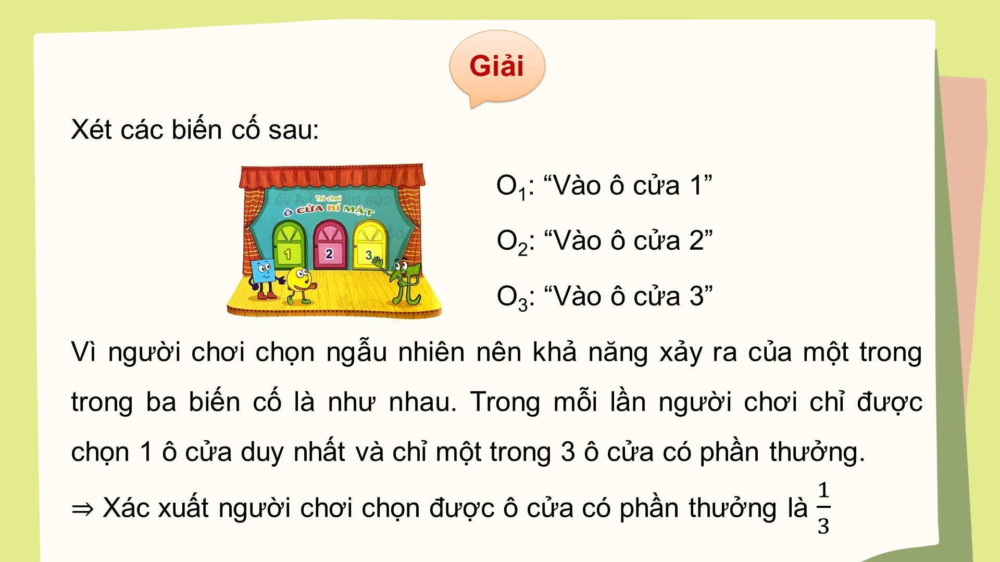 Giải
Xét các biến cố sau:
Trò chơi
Ô CỬA BÍ MẬT
1 2 3
O₁: “Vào ô cửa 1”
O₂: “Vào ô cửa 2”
O₃: “Vào ô cửa 3”
Vì người chơi chọn ngẫu nhiên nên khả năng xảy ra của một trong
trong ba biến cố là như nhau. Trong mỗi lần người chơi chỉ được
chọn 1 ô cửa duy nhất và chỉ một trong 3 ô cửa có phần thưởng.
⇒ Xác xuất người chơi chọn được ô cửa có phần thưởng là 1/3